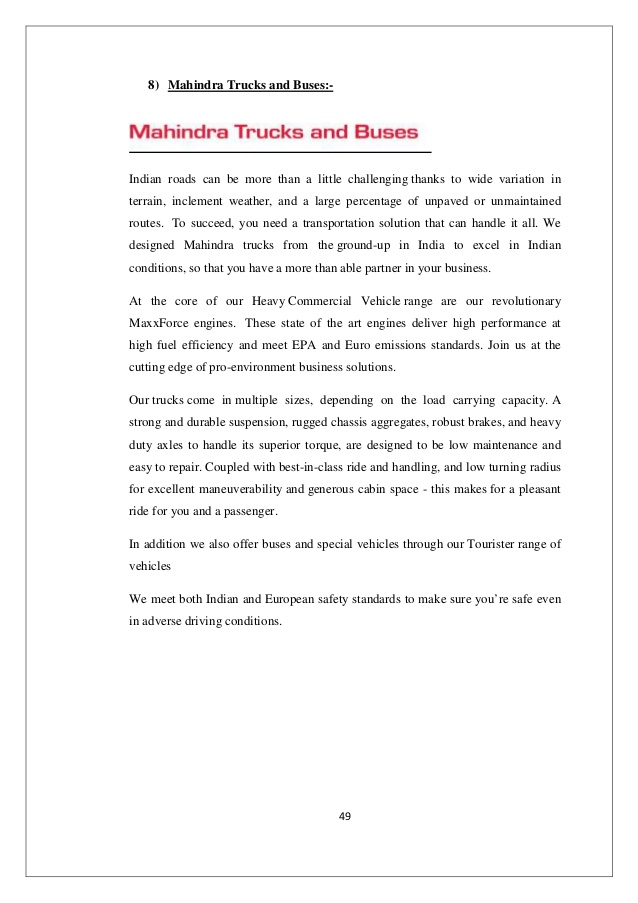 8) Mahindra Trucks and Buses:-
Mahindra Trucks and Buses
Indian roads can be more than a little challenging thanks to wide variation in
terrain, inclement weather, and a large percentage of unpaved or unmaintained
routes. To succeed, you need a transportation solution that can handle it all. We
designed Mahindra trucks from the ground-up in India to excel in Indian
conditions, so that you have a more than able partner in your business.
At the core of our Heavy Commercial Vehicle range are our revolutionary
MaxxForce engines. These state of the art engines deliver high performance at
high fuel efficiency and meet EPA and Euro emissions standards. Join us at the
cutting edge of pro-environment business solutions.
Our trucks come in multiple sizes, depending on the load carrying capacity. A
strong and durable suspension, rugged chassis aggregates, robust brakes, and heavy
duty axles to handle its superior torque, are designed to be low maintenance and
easy to repair. Coupled with best-in-class ride and handling, and low turning radius
for excellent maneuverability and generous cabin space - this makes for a pleasant
ride for you and a passenger.
In addition we also offer buses and special vehicles through our Tourister range of
vehicles
We meet both Indian and European safety standards to make sure you’re safe even
in adverse driving conditions.
49